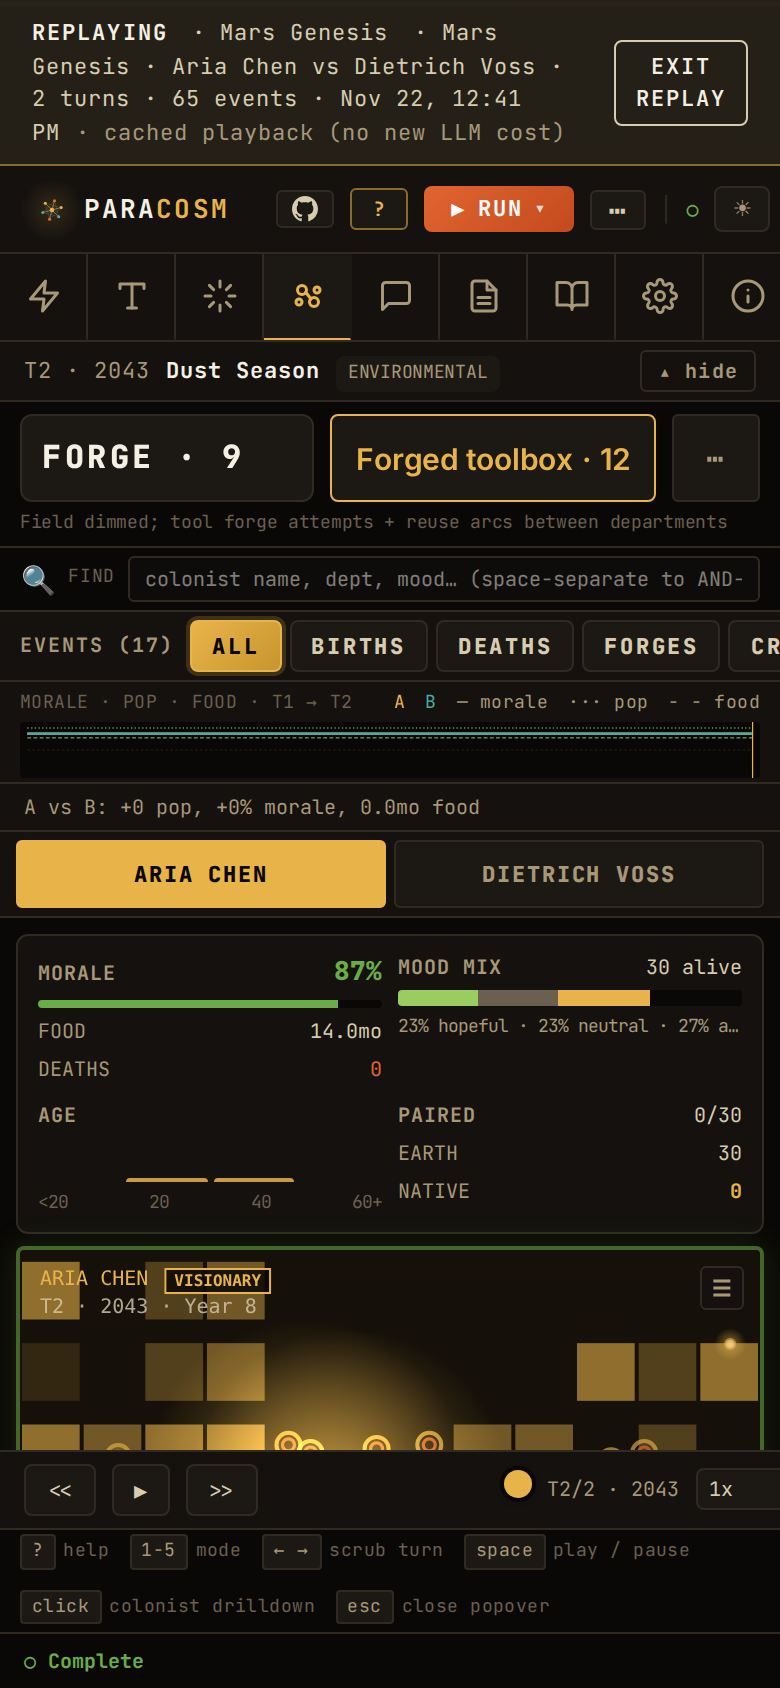 REPLAYING · Mars Genesis · Mars
Genesis · Aria Chen vs Dietrich Voss ·
2 turns · 65 events · Nov 22, 12:41
PM · cached playback (no new LLM cost)
EXIT
REPLAY
PARACOSM
?
▶ RUN ▾
…
T2 · 2043 Dust Season ENVIRONMENTAL
▴ hide
FORGE · 9
Forged toolbox · 12
…
Field dimmed; tool forge attempts + reuse arcs between departments
FIND
colonist name, dept, mood… (space-separate to AND-
EVENTS (17) ALL BIRTHS DEATHS FORGES CR
MORALE · POP · FOOD · T1 → T2 A B — morale ··· pop - - food
A vs B: +0 pop, +0% morale, 0.0mo food
ARIA CHEN
DIETRICH VOSS
MORALE 87%
FOOD 14.0mo
DEATHS 0
MOOD MIX 30 alive
23% hopeful · 23% neutral · 27% a…
AGE
<20 20 40 60+
PAIRED 0/30
EARTH 30
NATIVE 0
ARIA CHEN VISIONARY
T2 · 2043 · Year 8
<< ▶ >>
T2/2 · 2043 1x
? help 1-5 mode ← → scrub turn space play / pause
click colonist drilldown esc close popover
Complete